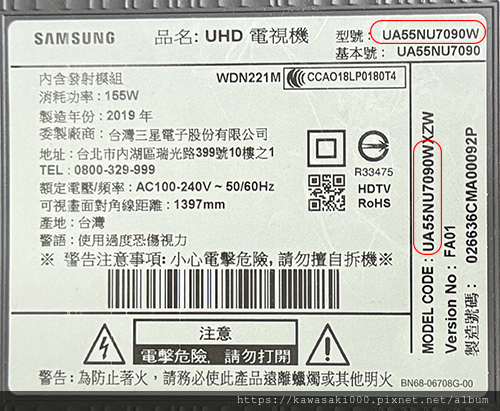 SAMSUNG
品名: UHD 電視機
型號: UA55NU7090W
基本號: UA55NU7090
內含發射模組
WDN221M
CCAO18LP0180T4
消耗功率 : 155W
製造年份 : 2019 年
委製廠商 : 台灣三星電子股份有限公司
地址 : 台北市內湖區瑞光路399號10樓之1
TEL : 0800-329-999
額定電壓/頻率 : AC100-240V ~ 50/60Hz
可視畫面對角線距離 : 1397mm
產地 : 台灣
警語 : 使用過度恐傷視力
R33475
HDTV
RoHS
※ 警告注意事項: 小心電擊危險, 請勿擅自拆機※
注意
電擊危險, 請勿打開
警告: 為防止著火, 請務必使此產品遠離蠟燭或其他明火
BN68-06708G-00
MODEL CODE : UA55NU7090WXZW
Version No : FA01
製造號碼 : 026636CMA00092P
https://kawasao1360.pixnet.net/album